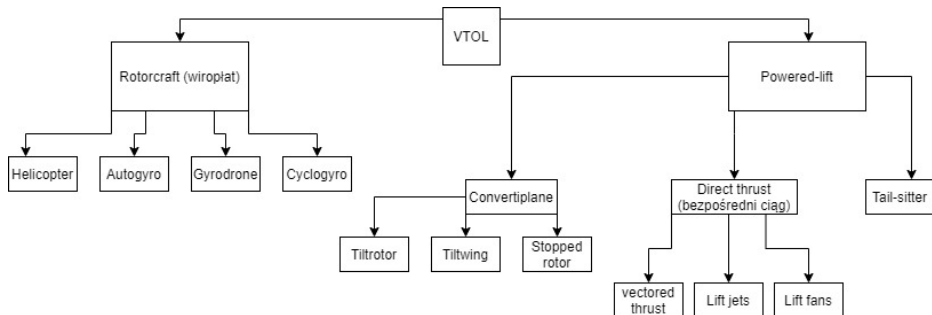 VTOL
Rotorcraft (wiropłat)
Powered-lift
Helicopter
Autogyro
Gyrodrone
Cyclogyro
Convertiplane
Direct thrust
(bezpośredni ciąg)
Tail-sitter
Tiltrotor
Tiltwing
Stopped
rotor
vectored
thrust
Lift jets
Lift fans